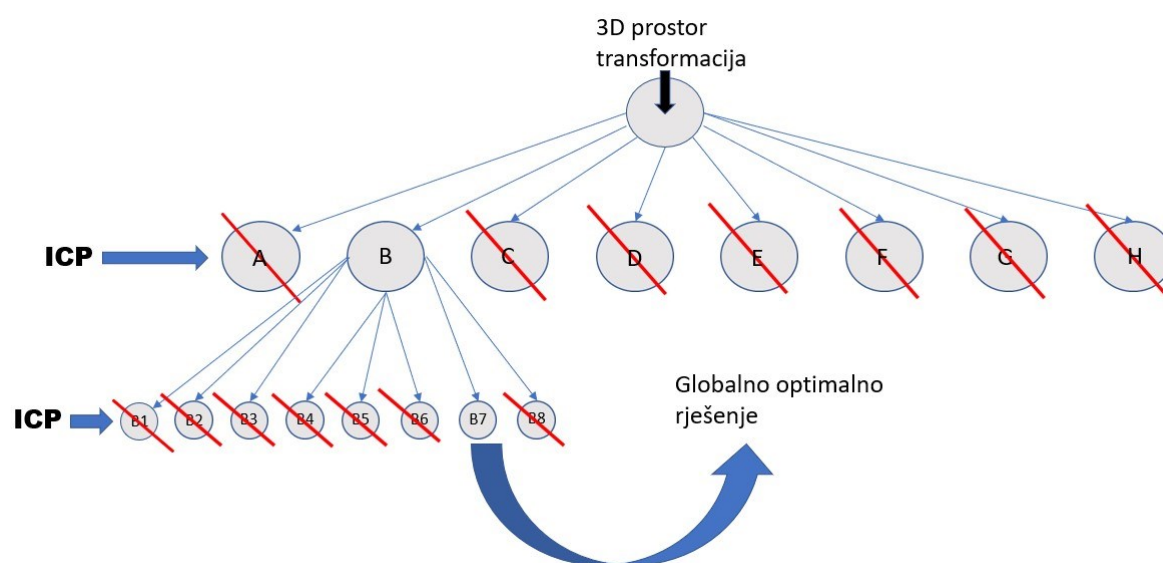 3D prostor
transformacija
ICP
A
B
C
D
E
F
G
H
ICP
B1
B2
B3
B4
B5
B6
B7
B8
Globalno optimalno
rješenje